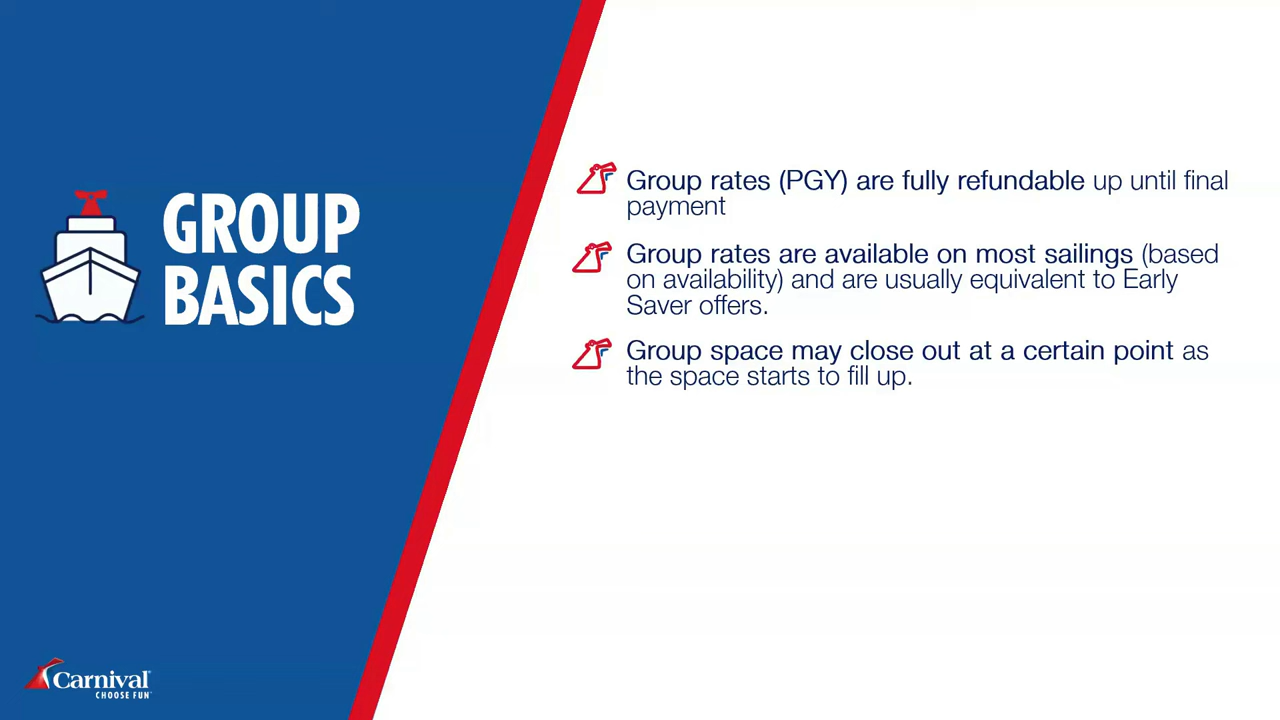 GROUP
BASICS
Group rates (PGY) are fully refundable up until final
payment
Group rates are available on most sailings (based
on availability) and are usually equivalent to Early
Saver offers.
Group space may close out at a certain point as
the space starts to fill up.
Carnival®
CHOOSE FUN®